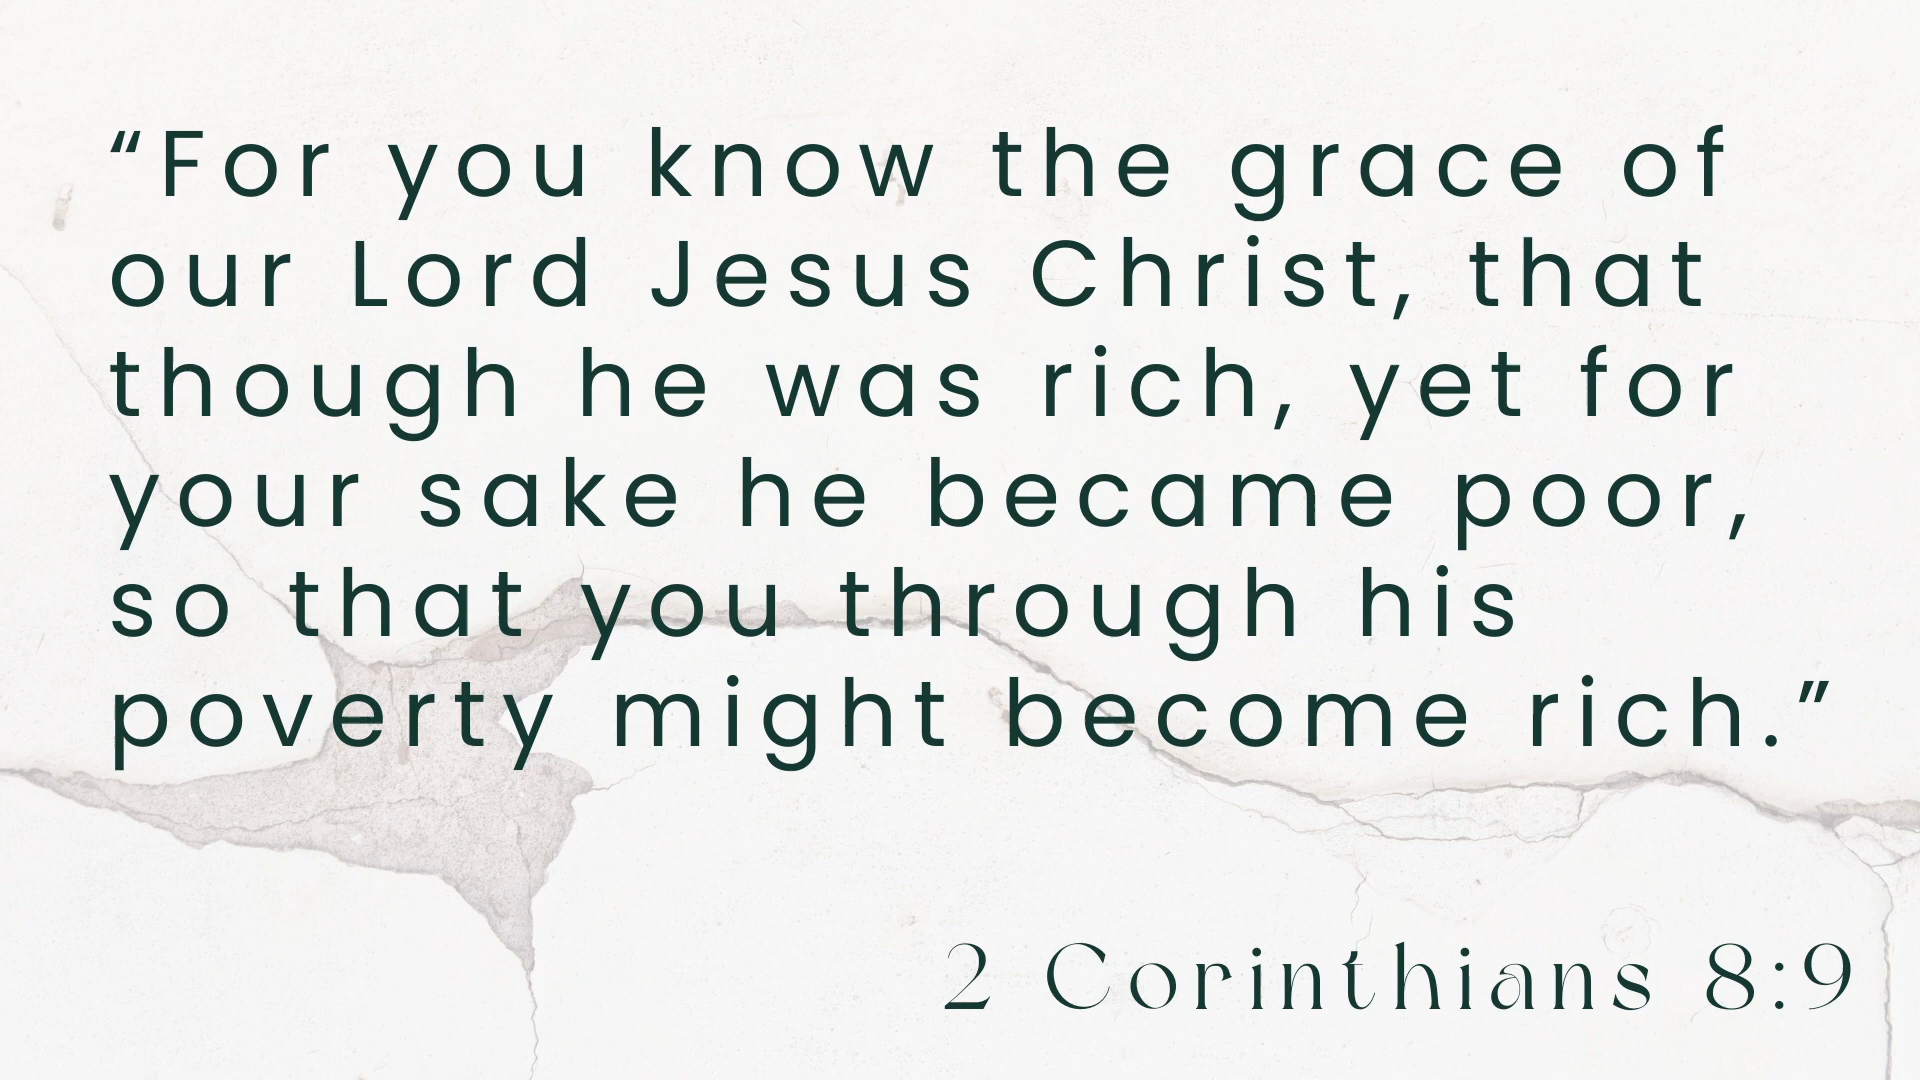 “For you know the grace of
our Lord Jesus Christ, that
though he was rich, yet for
your sake he became poor,
so that you through his
poverty might become rich.”
2 Corinthians 8:9